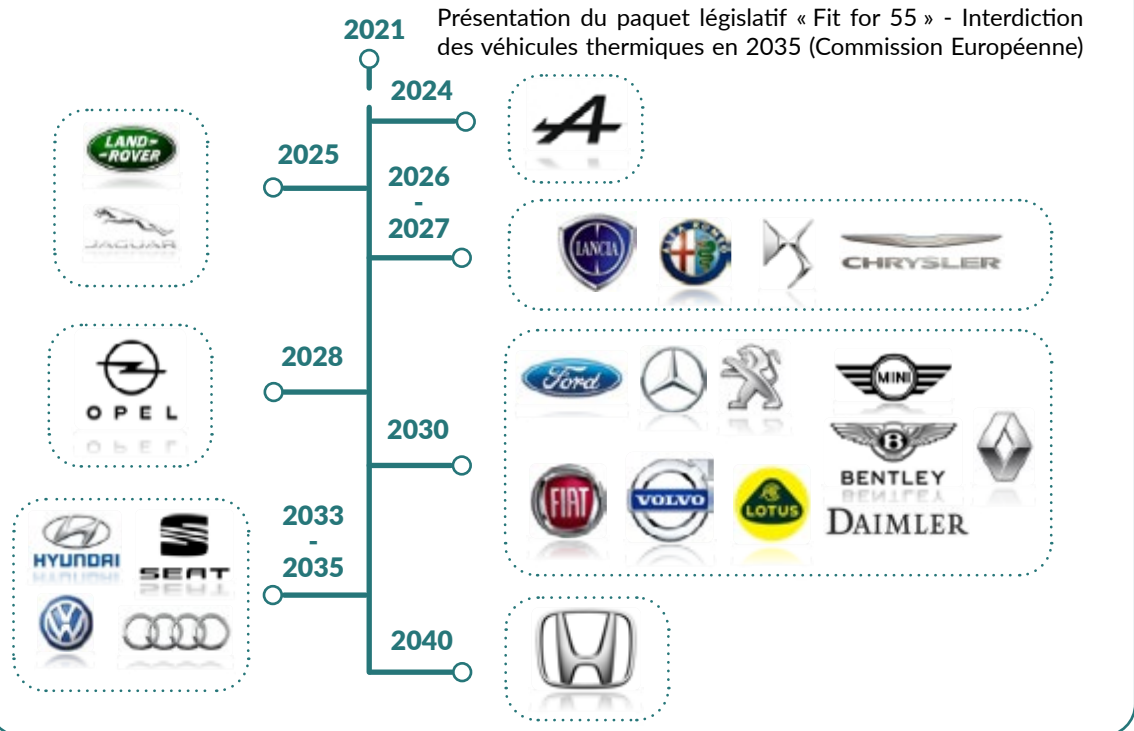 Présentation du paquet législatif « Fit for 55 » - Interdiction
des véhicules thermiques en 2035 (Commission Européenne)
2021
2024
LAND-
-ROVER
JAGUAR
2025
2026
-
2027
LANCIA
ALFA ROMEO
CHRYSLER
OPEL
2028
Ford
MINI
BENTLEY
2030
FIAT
VOLVO
LOTUS
DAIMLER
HYUNDAI
SEAT
2033
-
2035
2040